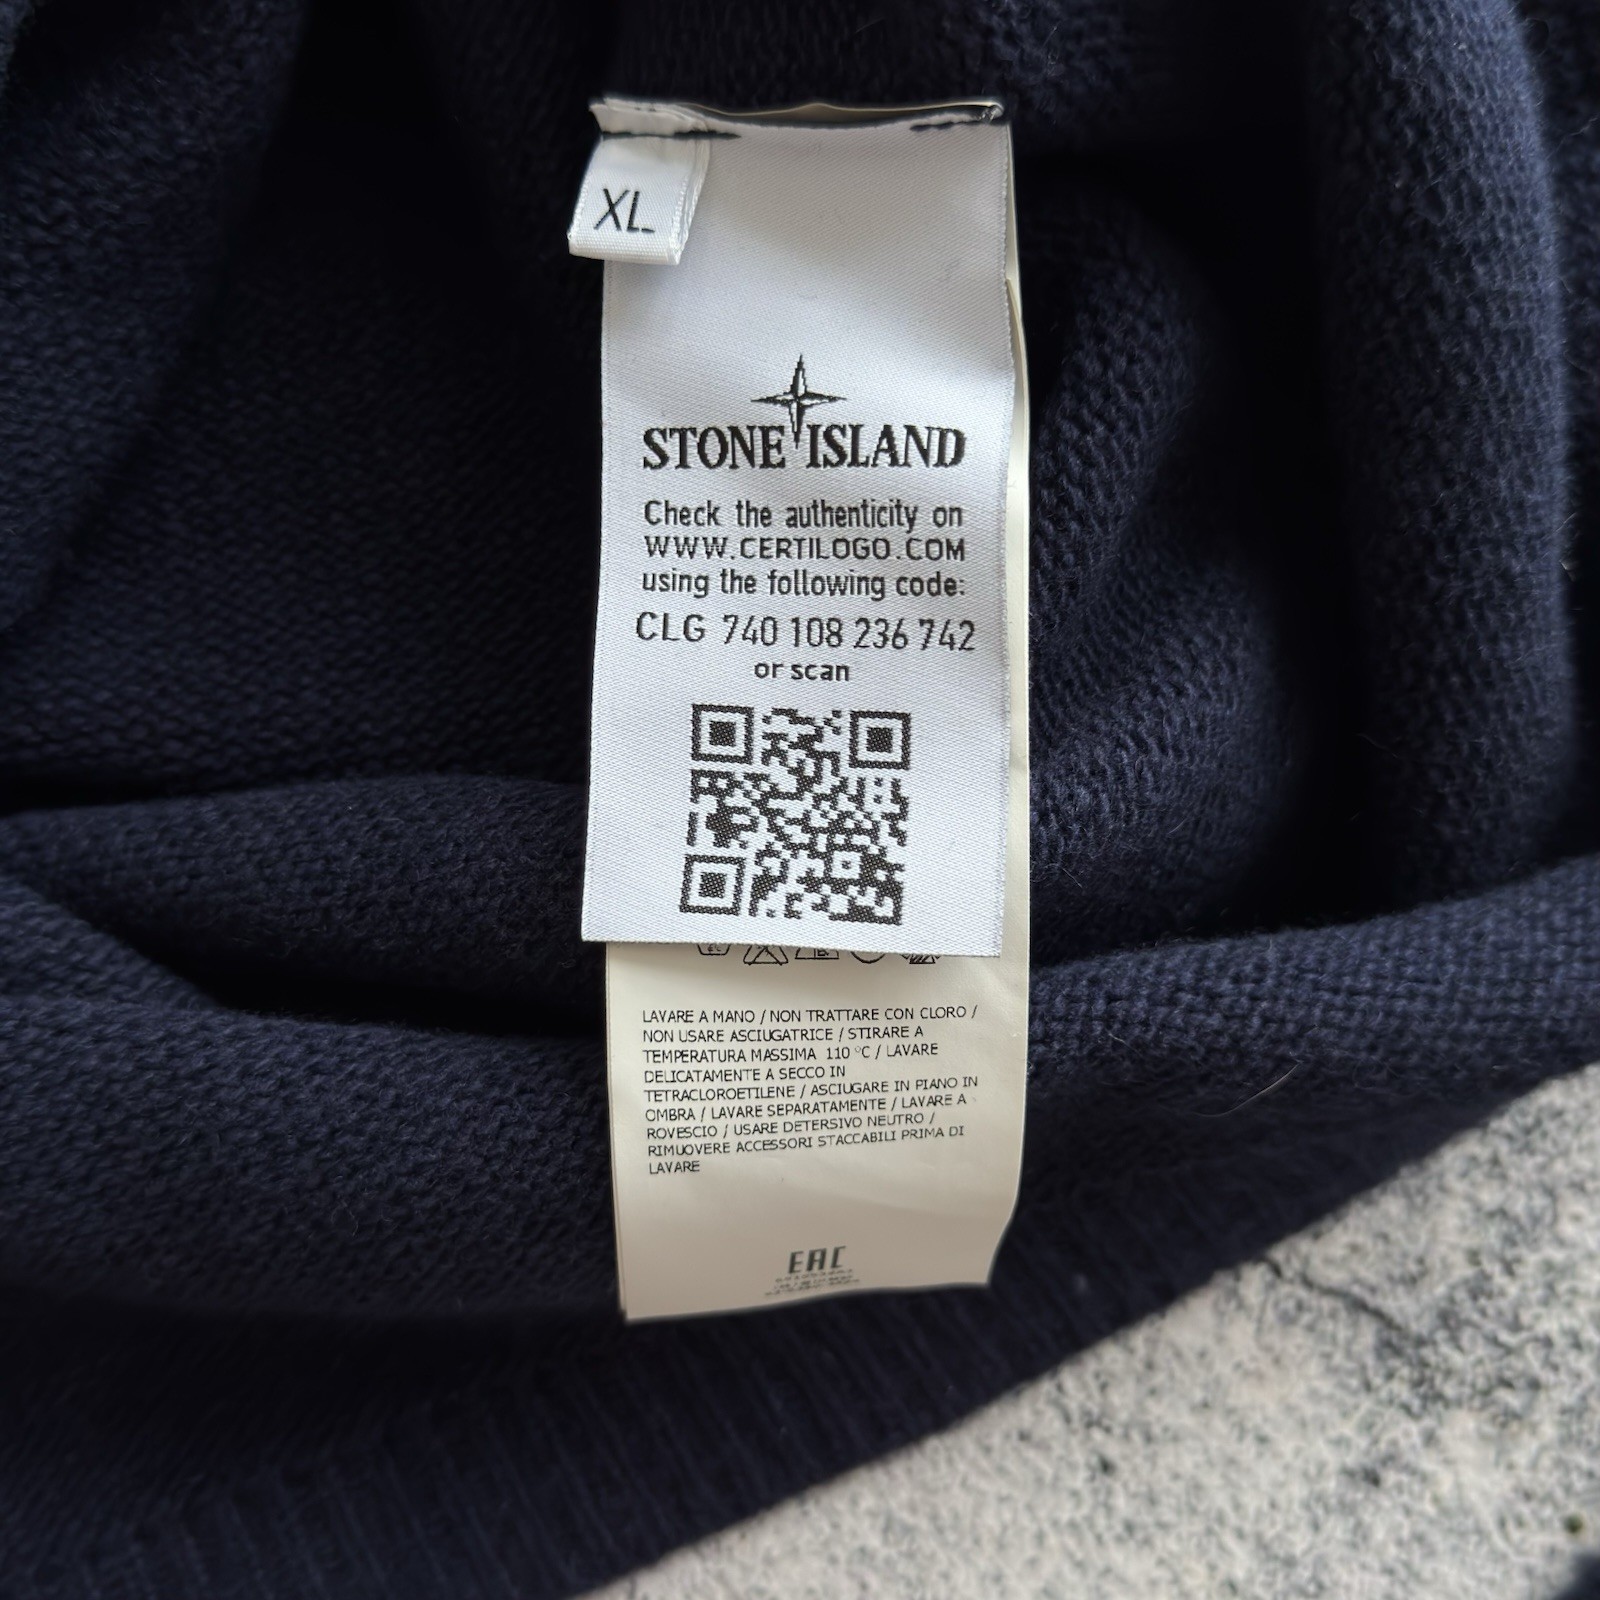 XL
STONE ISLAND
Check the authenticity on
WWW.CERTILOGO.COM
using the following code:
CLG 740 108 236 742
or scan
LAVARE A MANO / NON TRATTARE CON CLORO /
NON USARE ASCIUGATRICE / STIRARE A
TEMPERATURA MASSIMA 110 °C / LAVARE
DELICATAMENTE A SECCO IN
TETRACLOROETILENE / ASCIUGARE IN PIANO IN
OMBRA / LAVARE SEPARATAMENTE / LAVARE A
ROVESCIO / USARE DETERSIVO NEUTRO /
RIMUOVERE ACCESSORI STACCABILI PRIMA DI
LAVARE
EAC